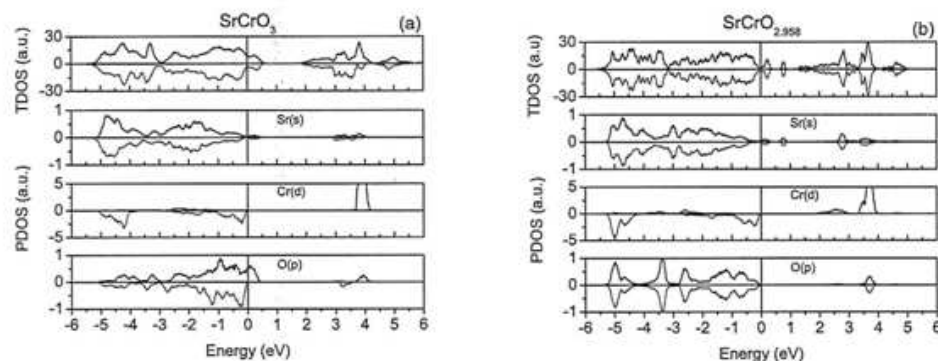 SrCrO3 (a)
TDOS (a.u.)
30
0
-30
Sr(s)
1
0
-1
PDOS (a.u.)
Cr(d)
5
0
-5
O(p)
1
0
-1
-6 -5 -4 -3 -2 -1 0 1 2 3 4 5 6
Energy (eV)
SrCrO2.958 (b)
TDOS (a.u)
30
0
-30
Sr(s)
1
0
-1
PDOS (a.u.)
Cr(d)
5
0
-5
O(p)
1
0
-1
-6 -5 -4 -3 -2 -1 0 1 2 3 4 5 6
Energy (eV)